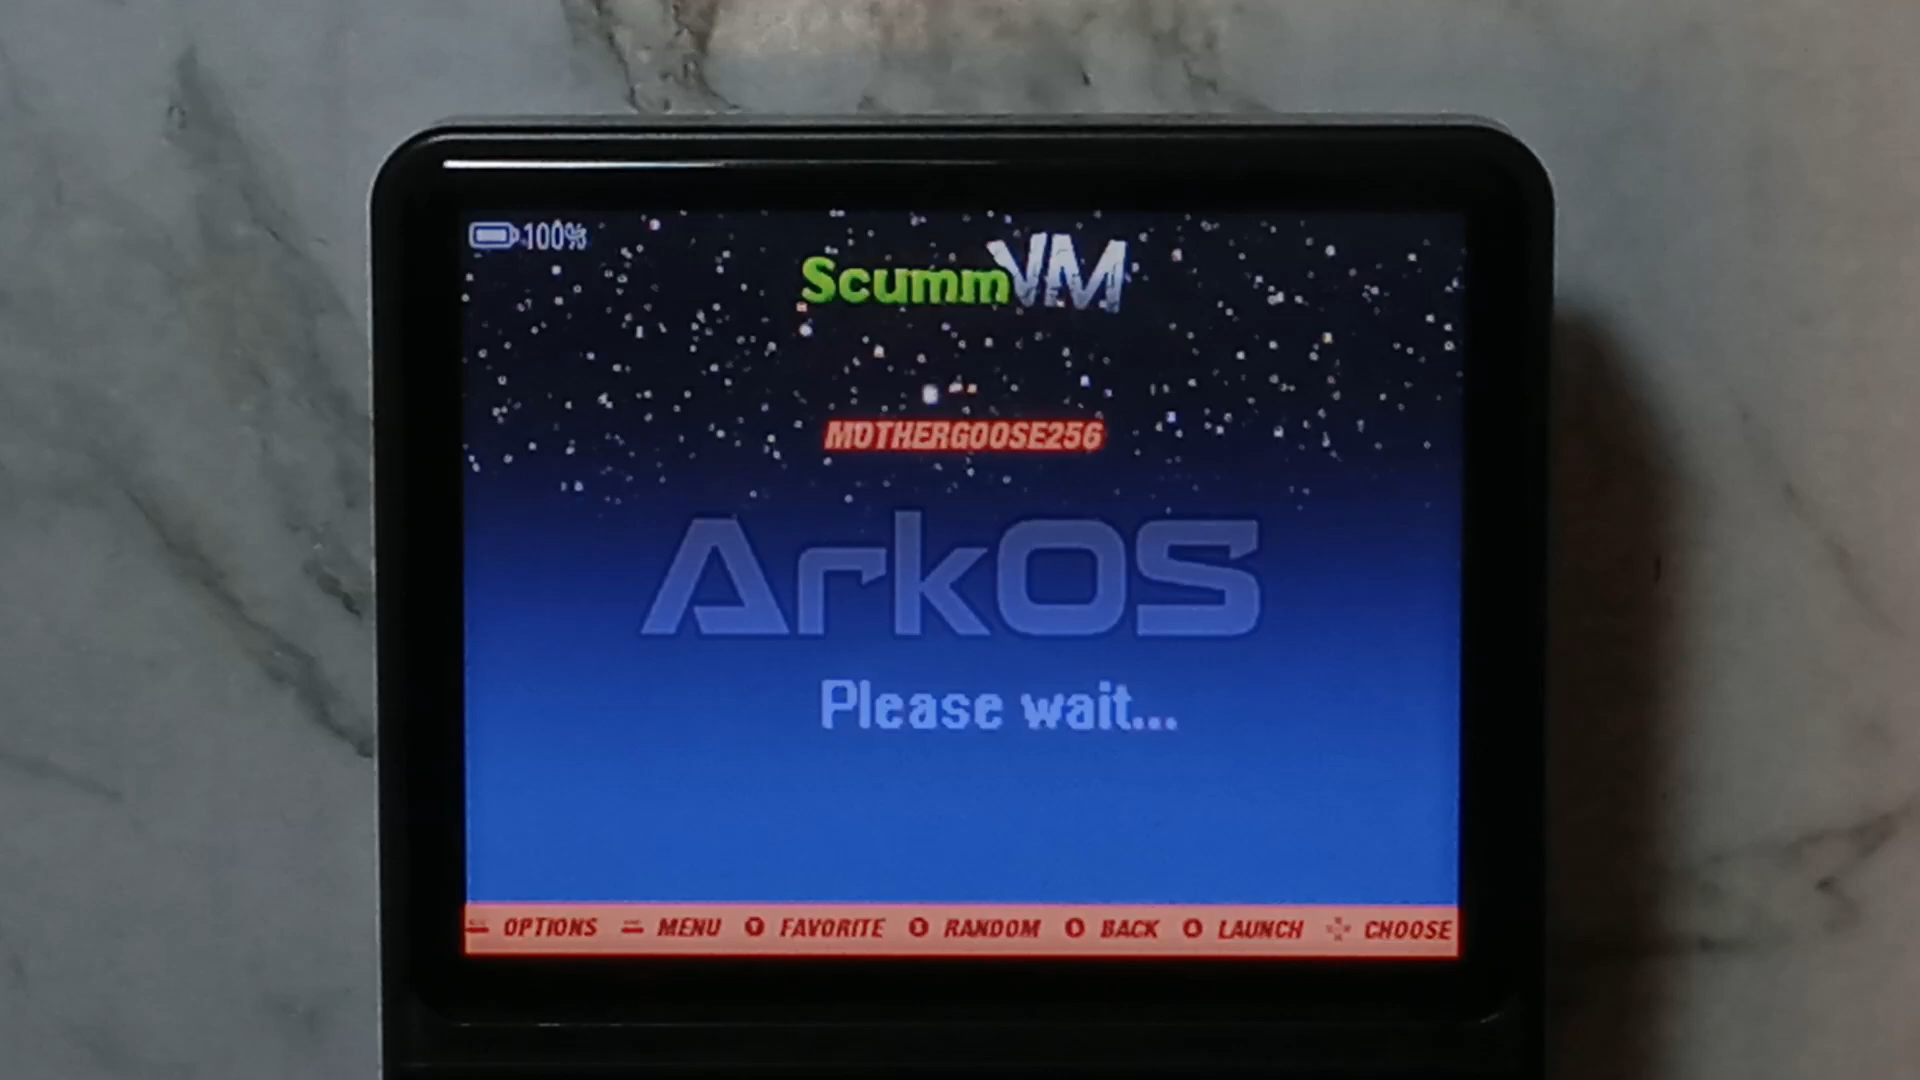 100%
ScummVM
MOTHERGOOSE256
ArkOS
Please wait...
OPTIONS MENU FAVORITE RANDOM BACK LAUNCH CHOOSE